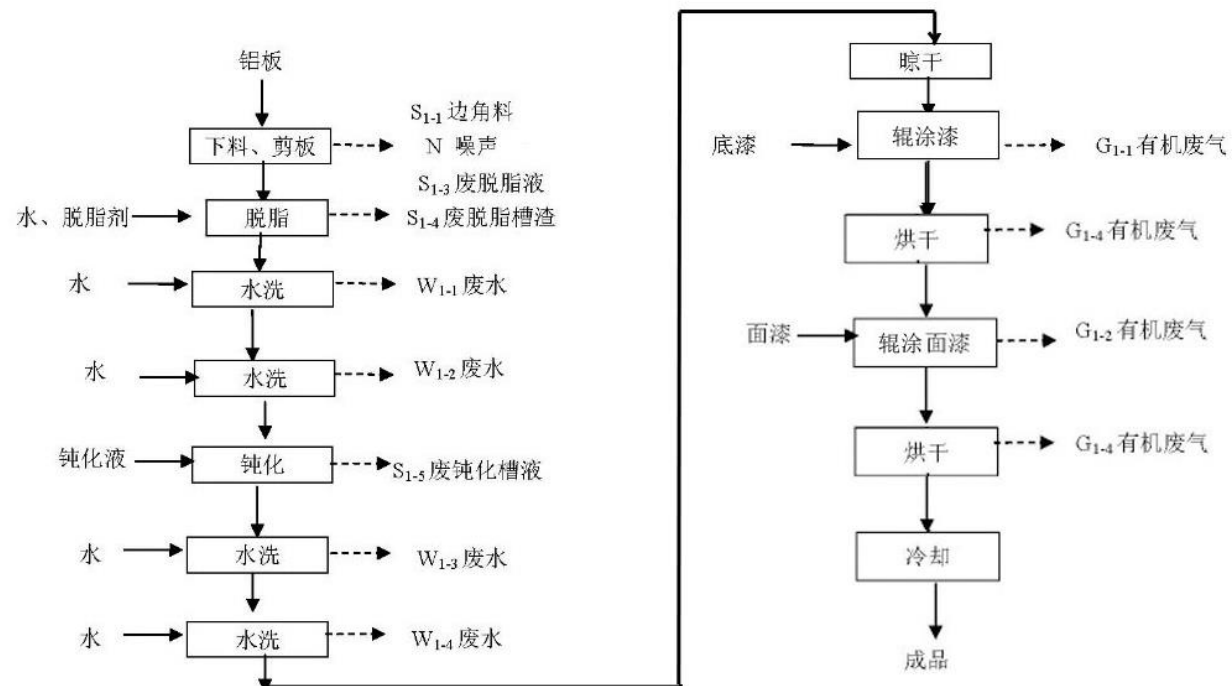 铝板
S1-1 边角料
下料、剪板
N 噪声
S1-3 废脱脂液
水、脱脂剂
脱脂
S1-4 废脱脂槽渣
水
水洗
W1-1 废水
水
水洗
W1-2 废水
钝化液
钝化
S1-5 废钝化槽液
水
水洗
W1-3 废水
水
水洗
W1-4 废水
晾干
底漆
辊涂漆
G1-1 有机废气
烘干
G1-4 有机废气
面漆
辊涂面漆
G1-2 有机废气
烘干
G1-4 有机废气
冷却
成品